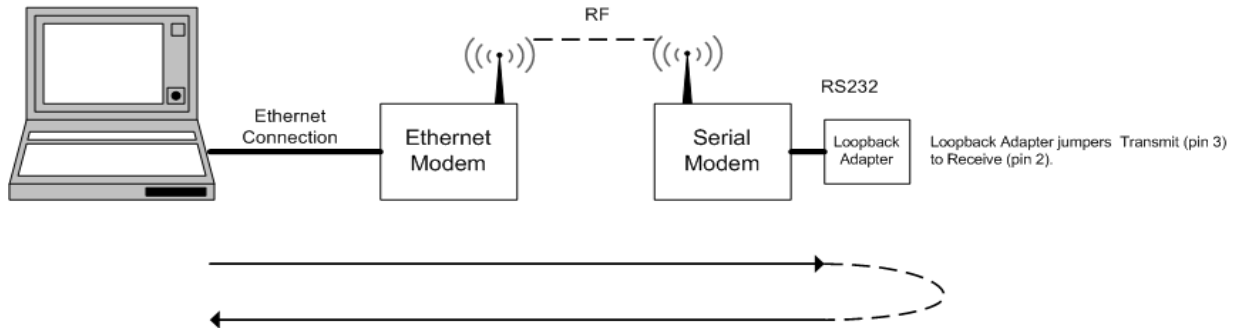 RF
RS232
Ethernet
Connection
Ethernet
Modem
Serial
Modem
Loopback
Adapter
Loopback Adapter jumpers Transmit (pin 3)
to Receive (pin 2).